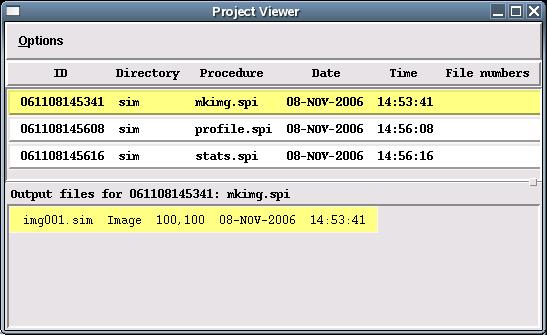 Project Viewer
Options
ID Directory Procedure Date Time File numbers
061108145341 sim mkimg.spi 08-NOV-2006 14:53:41
061108145608 sim profile.spi 08-NOV-2006 14:56:08
061108145616 sim stats.spi 08-NOV-2006 14:56:16
Output files for 061108145341: mkimg.spi
img001.sim Image 100,100 08-NOV-2006 14:53:41